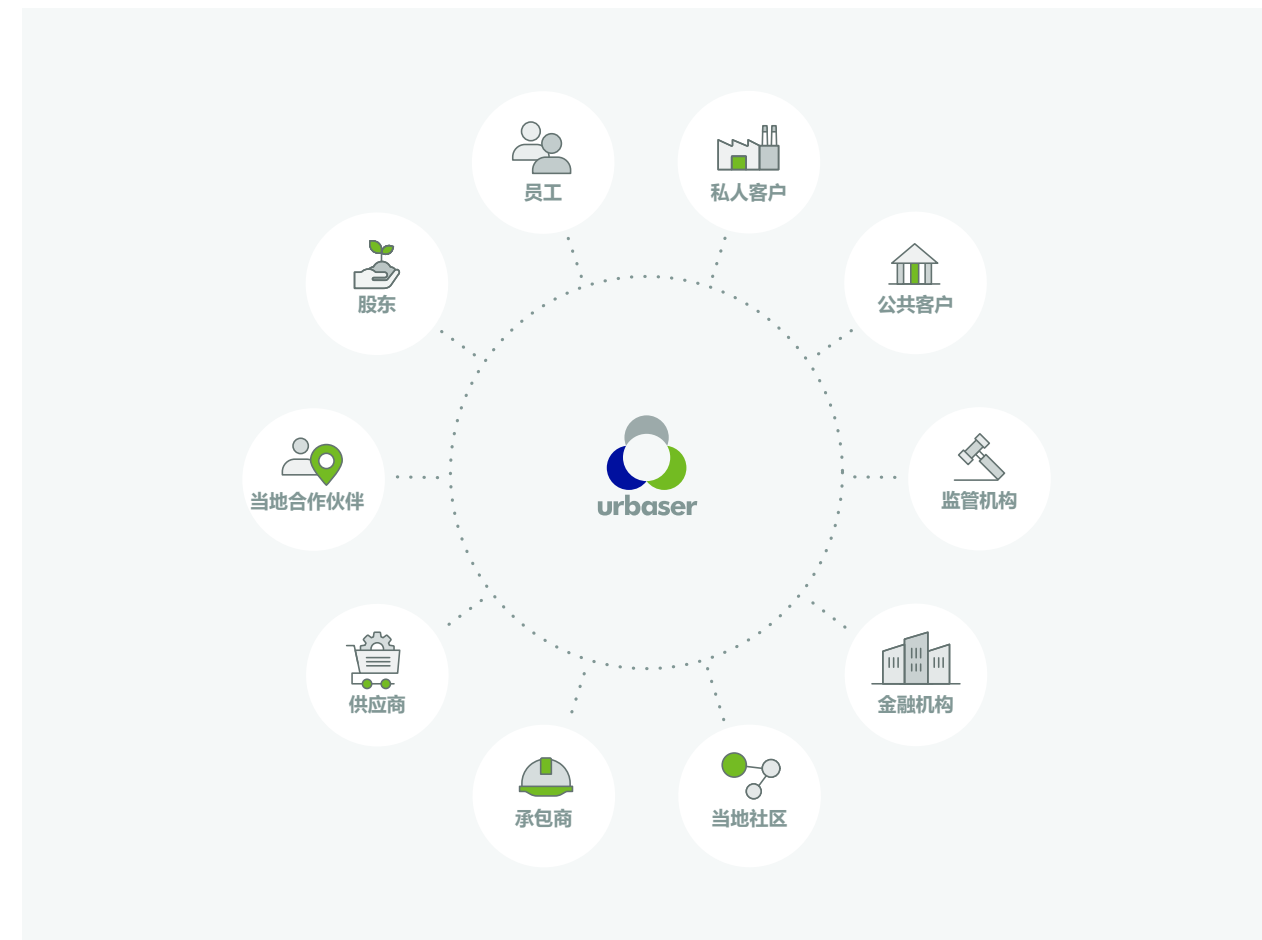 员工
私人客户
股东
公共客户
当地合作伙伴
urbaser
监管机构
供应商
金融机构
承包商
当地社区